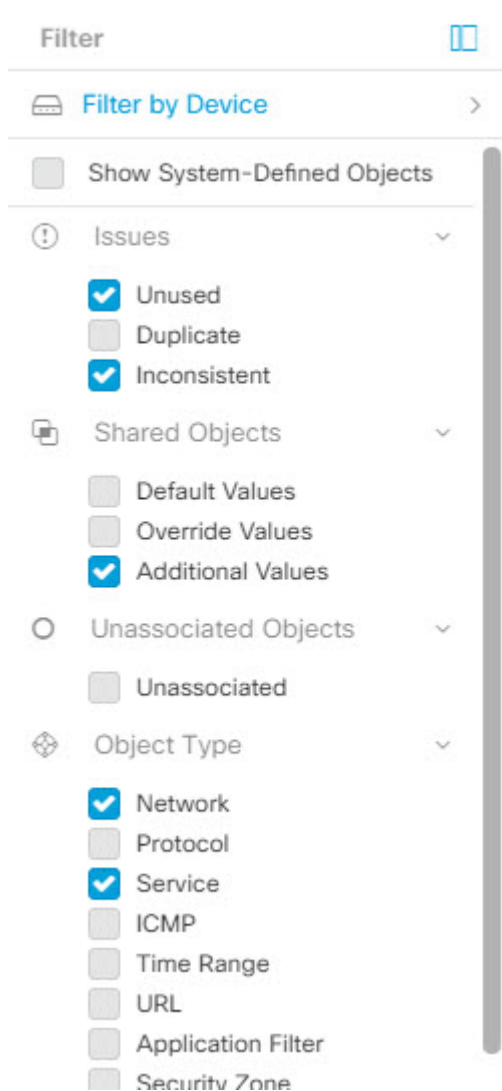 Filter
Filter by Device
Show System-Defined Objects
Issues
Unused
Duplicate
Inconsistent
Shared Objects
Default Values
Override Values
Additional Values
Unassociated Objects
Unassociated
Object Type
Network
Protocol
Service
ICMP
Time Range
URL
Application Filter
Security Zone